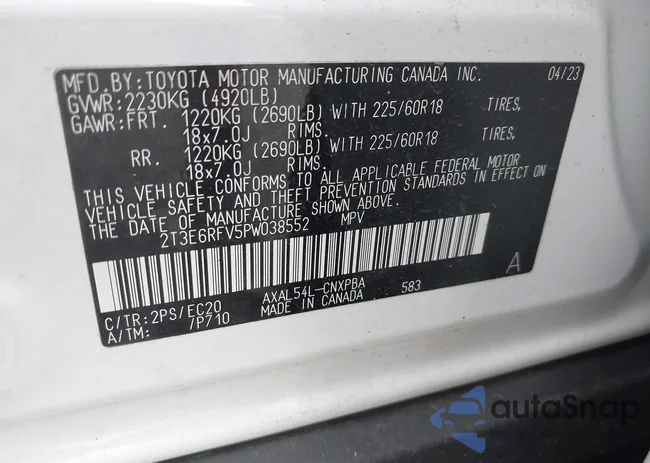 MFD.BY:TOYOTA MOTOR MANUFACTURING CANADA INC. 04/23
GVWR:2230KG (4920LB)
GAWR:FRT. 1220KG (2690LB) WITH 225/60R18 TIRES,
18x7.0J RIMS.
RR. 1220KG (2690LB) WITH 225/60R18 TIRES,
18x7.0J RIMS.
THIS VEHICLE CONFORMS TO ALL APPLICABLE FEDERAL MOTOR
VEHICLE SAFETY AND THEFT PREVENTION STANDARDS IN EFFECT ON
THE DATE OF MANUFACTURE SHOWN ABOVE.
2T3E6RFV5PW038552 MPV
A
C/TR:2PS/EC20 AXAL54L-CNXPBA 583
A/TM: /P710 MADE IN CANADA
autoSnap